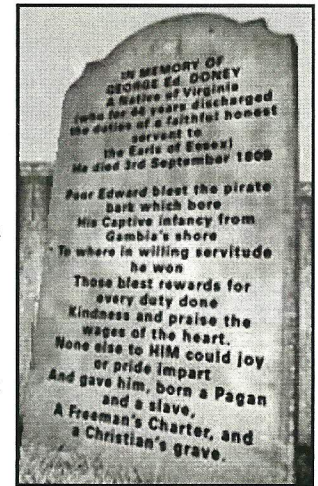 IN MEMORY OF
GEORGE Ed. DONEY
A Native of Virginia
(who for 44 years discharged
the duties of a faithful honest
servant to
the Earls of Essex)
He died 3rd September 1809
Poor Edward blest the pirate
bark which bore
His Captive infancy from
Gambia's shore
To where in willing servitude
he won
Those blest rewards for
every duty done
Kindness and praise the
wages of the heart.
None else to HIM could joy
or pride impart
And gave him, born a Pagan
and a slave,
A Freeman's Charter, and
a Christian's grave.